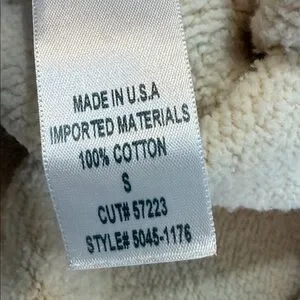 MADE IN U.S.A
IMPORTED MATERIALS
100% COTTON
S
CUT# 57223
STYLE# 5045-1176